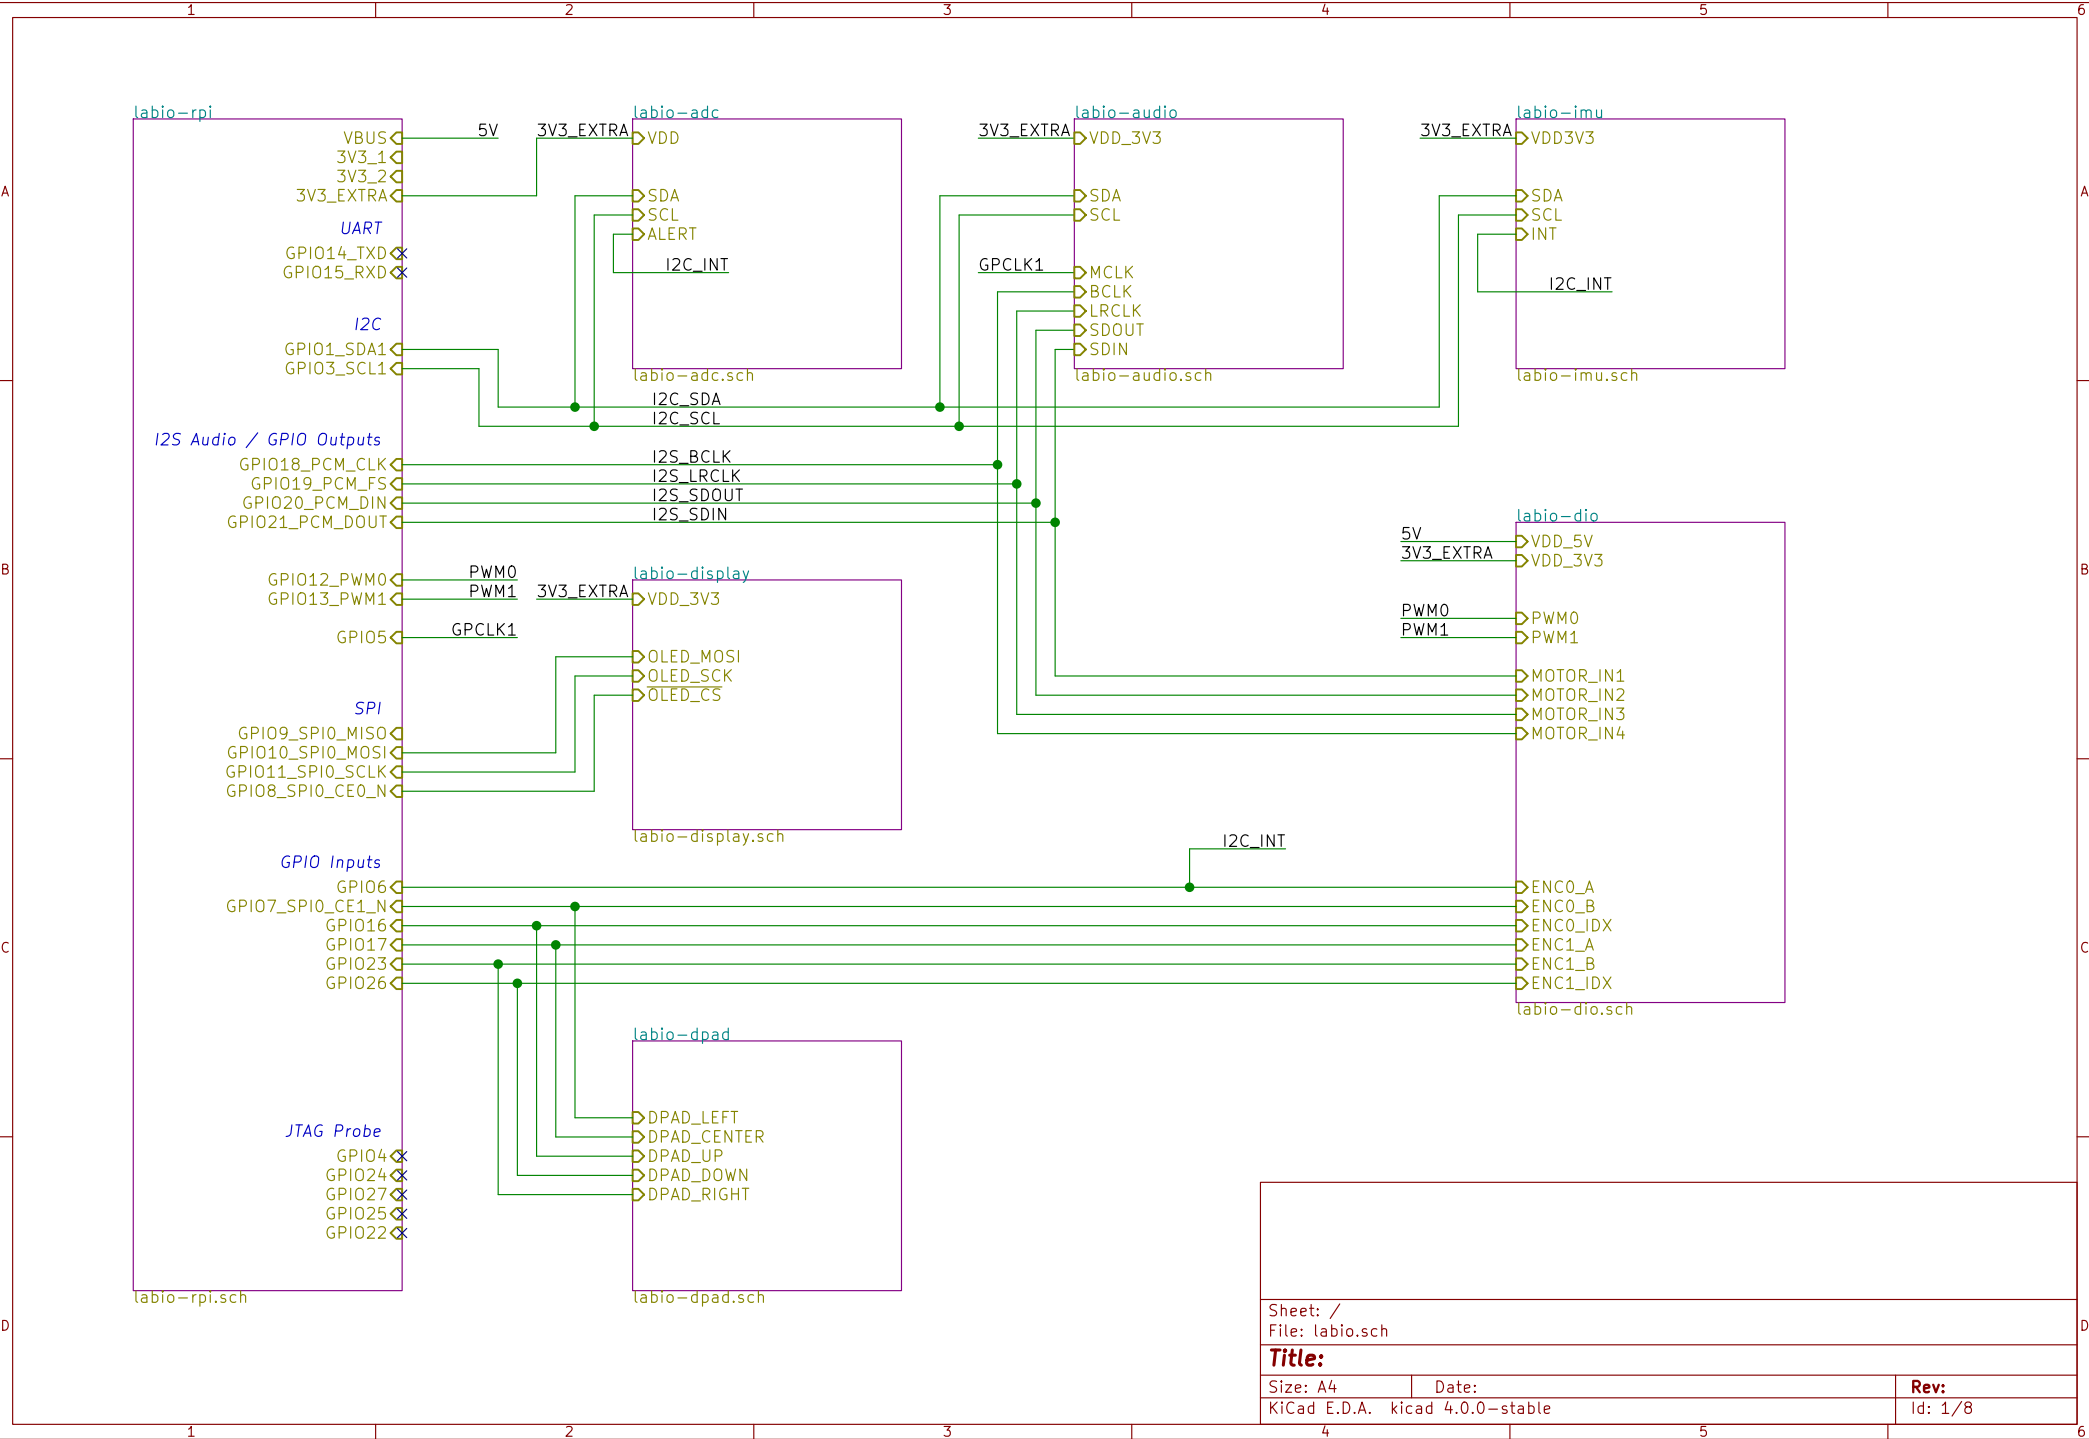 1 2 3 4 5 6
A
B
C
D
labio-rpi
VBUS
3V3_1
3V3_2
3V3_EXTRA
UART
GPIO14_TXD
GPIO15_RXD
I2C
GPIO1_SDA1
GPIO3_SCL1
I2S Audio / GPIO Outputs
GPIO18_PCM_CLK
GPIO19_PCM_FS
GPIO20_PCM_DIN
GPIO21_PCM_DOUT
GPIO12_PWM0
GPIO13_PWM1
GPIO5
SPI
GPIO9_SPI0_MISO
GPIO10_SPI0_MOSI
GPIO11_SPI0_SCLK
GPIO8_SPI0_CE0_N
GPIO Inputs
GPIO6
GPIO7_SPI0_CE1_N
GPIO16
GPIO17
GPIO23
GPIO26
JTAG Probe
GPIO4
GPIO24
GPIO27
GPIO25
GPIO22
labio-rpi.sch
5V
PWM0
PWM1
GPCLK1
labio-adc
3V3_EXTRA
VDD
SDA
SCL
ALERT
I2C_INT
labio-adc.sch
I2C_SDA
I2C_SCL
I2S_BCLK
I2S_LRCLK
I2S_SDOUT
I2S_SDIN
labio-display
3V3_EXTRA
VDD_3V3
OLED_MOSI
OLED_SCK
OLED_CS
labio-display.sch
labio-dpad
DPAD_LEFT
DPAD_CENTER
DPAD_UP
DPAD_DOWN
DPAD_RIGHT
labio-dpad.sch
labio-audio
3V3_EXTRA
VDD_3V3
SDA
SCL
GPCLK1
MCLK
BCLK
LRCLK
SDOUT
SDIN
labio-audio.sch
labio-imu
3V3_EXTRA
VDD3V3
SDA
SCL
INT
I2C_INT
labio-imu.sch
labio-dio
5V
VDD_5V
3V3_EXTRA
VDD_3V3
PWM0
PWM0
PWM1
PWM1
MOTOR_IN1
MOTOR_IN2
MOTOR_IN3
MOTOR_IN4
I2C_INT
ENC0_A
ENC0_B
ENC0_IDX
ENC1_A
ENC1_B
ENC1_IDX
labio-dio.sch
A
B
C
D
Sheet: /
File: labio.sch
Title:
Size: A4 Date: Rev:
KiCad E.D.A. kicad 4.0.0-stable Id: 1/8
1 2 3 4 5 6